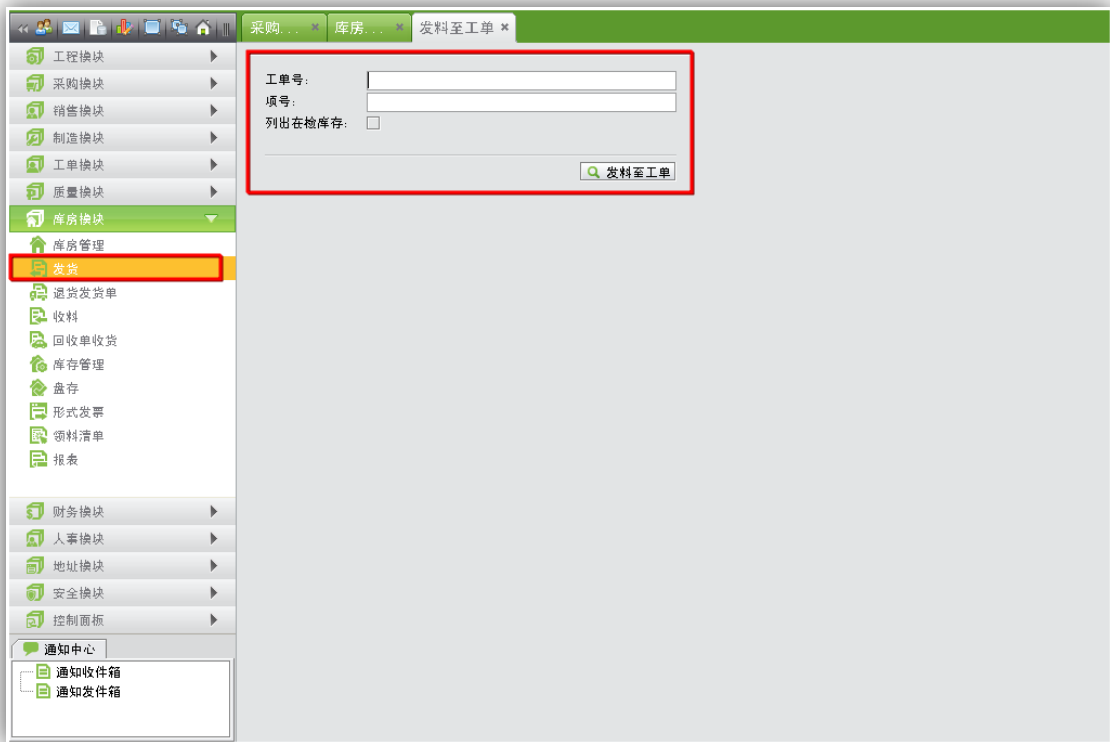 采购... × 库房... × 发料至工单 ×
工程模块
采购模块
销售模块
制造模块
工单模块
质量模块
库房模块
库房管理
发货
退货发货单
收料
回收单收货
库存管理
盘存
形式发票
领料清单
报表
财务模块
人事模块
地址模块
安全模块
控制面板
通知中心
通知收件箱
通知发件箱
工单号:
项号:
列出在检库存:
发料至工单